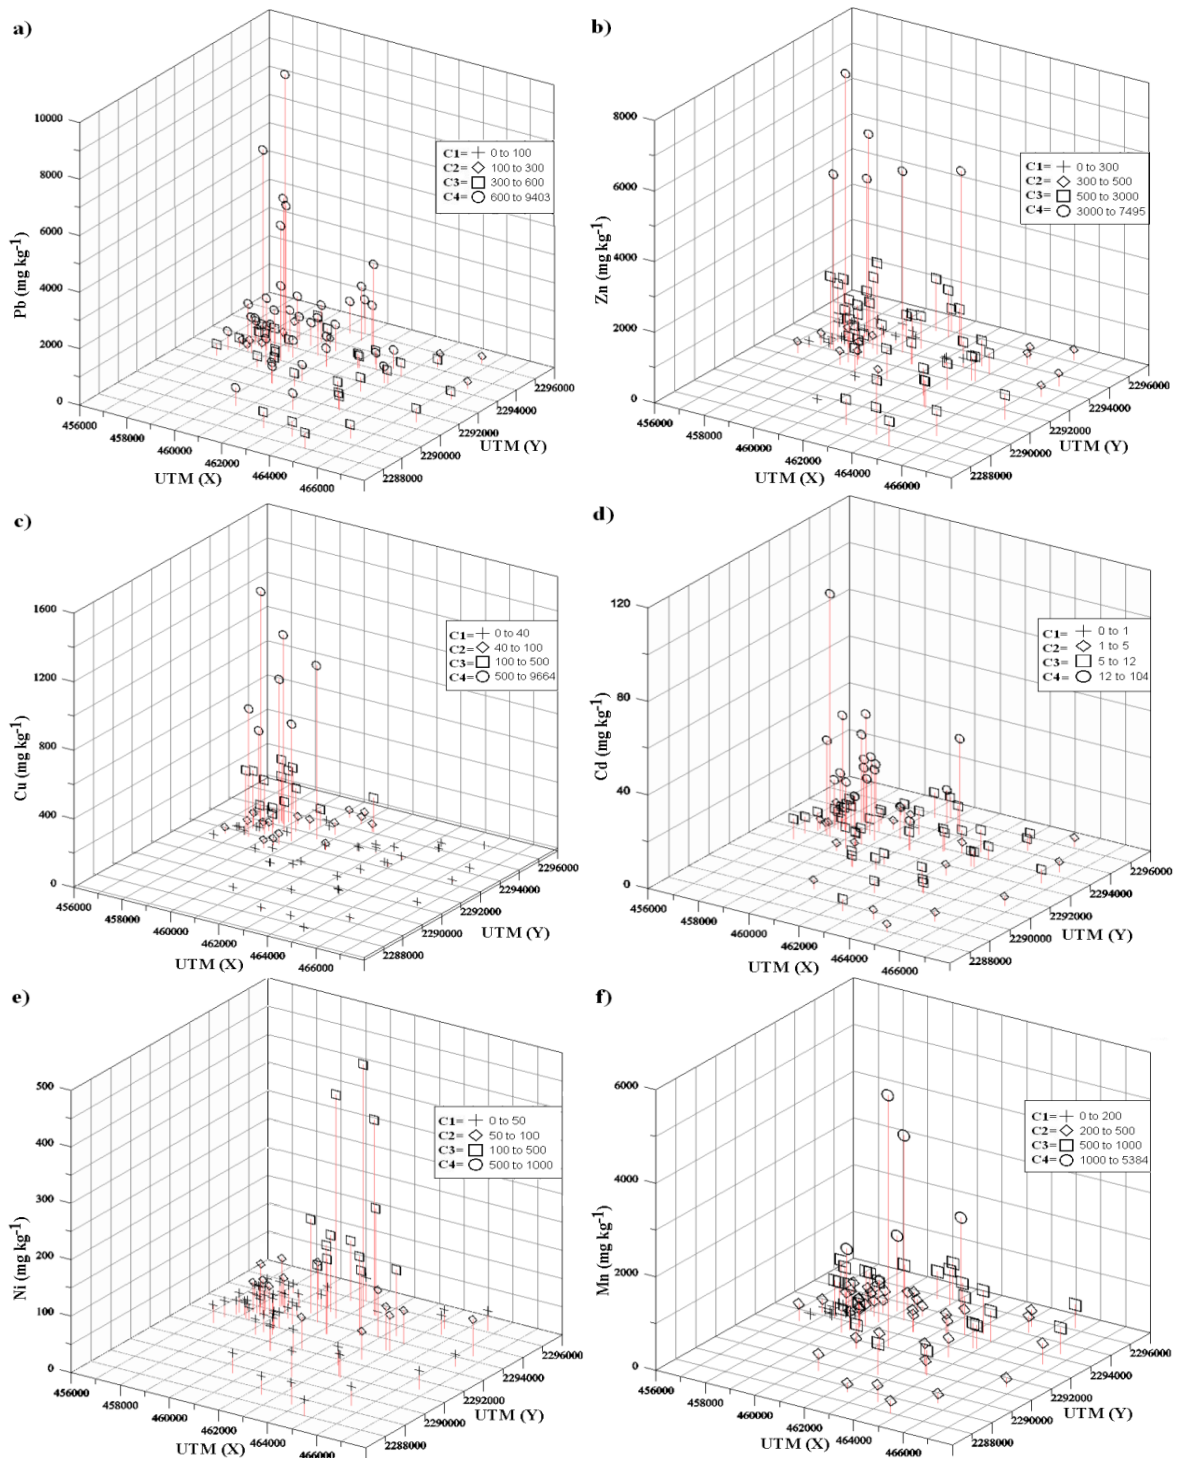 a)
10000
8000
6000
4000
2000
0
Pb (mg kg-1)
C1= + 0 to 100
C2= ◇ 100 to 300
C3= □ 300 to 600
C4= ○ 600 to 9403
456000
458000
460000
462000
464000
466000
UTM (X)
2288000
2290000
2292000
2294000
2296000
UTM (Y)
b)
8000
6000
4000
2000
0
Zn (mg kg-1)
C1= + 0 to 300
C2= ◇ 300 to 500
C3= □ 500 to 3000
C4= ○ 3000 to 7495
456000
458000
460000
462000
464000
466000
UTM (X)
2288000
2290000
2292000
2294000
2296000
UTM (Y)
c)
1600
1200
800
400
0
Cu (mg kg-1)
C1= + 0 to 40
C2= ◇ 40 to 100
C3= □ 100 to 500
C4= ○ 500 to 9664
456000
458000
460000
462000
464000
466000
UTM (X)
2288000
2290000
2292000
2294000
2296000
UTM (Y)
d)
120
80
40
0
Cd (mg kg-1)
C1= + 0 to 1
C2= ◇ 1 to 5
C3= □ 5 to 12
C4= ○ 12 to 104
456000
458000
460000
462000
464000
466000
UTM (X)
2288000
2290000
2292000
2294000
2296000
UTM (Y)
e)
500
400
300
200
100
0
Ni (mg kg-1)
C1= + 0 to 50
C2= ◇ 50 to 100
C3= □ 100 to 500
C4= ○ 500 to 1000
456000
458000
460000
462000
464000
466000
UTM (X)
2288000
2290000
2292000
2294000
2296000
UTM (Y)
f)
6000
4000
2000
0
Mn (mg kg-1)
C1= + 0 to 200
C2= ◇ 200 to 500
C3= □ 500 to 1000
C4= ○ 1000 to 5384
456000
458000
460000
462000
464000
466000
UTM (X)
2288000
2290000
2292000
2294000
2296000
UTM (Y)